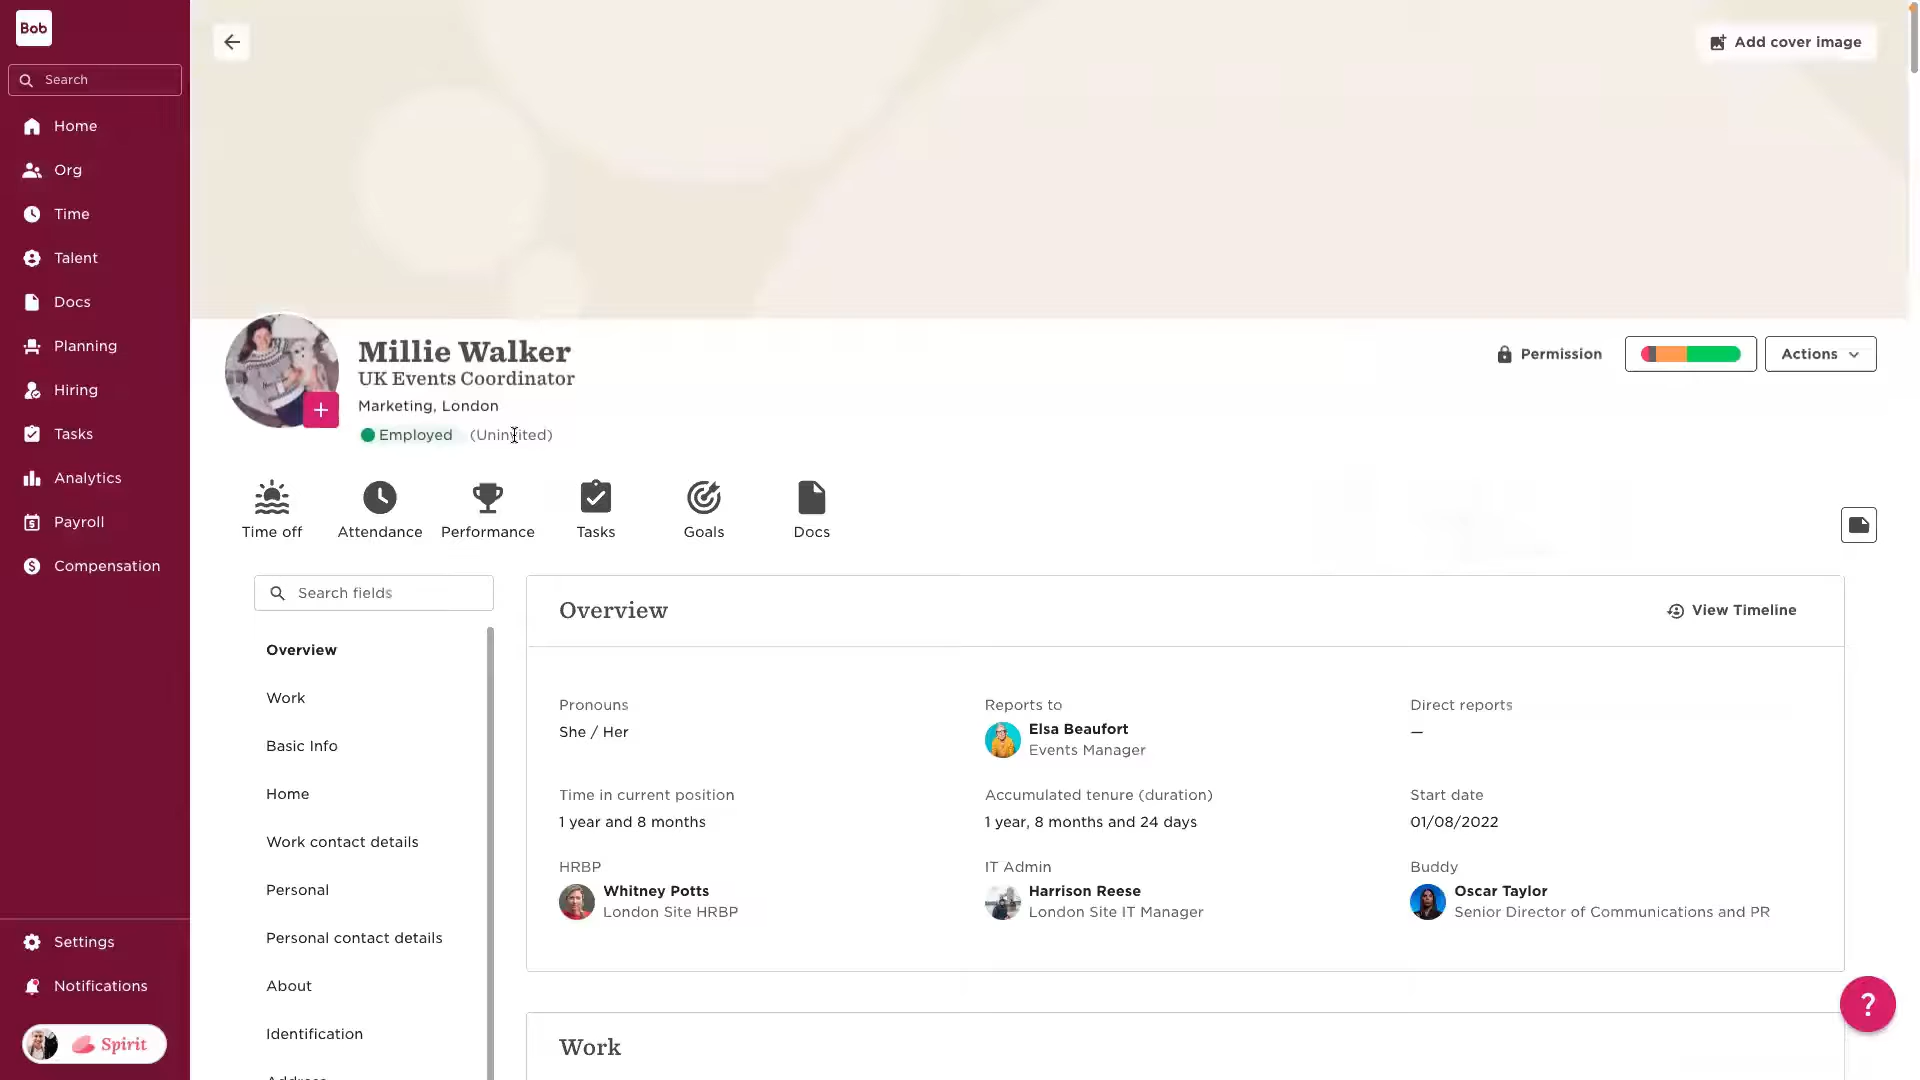 Bob
Search
Home
Org
Time
Talent
Docs
Planning
Hiring
Tasks
Analytics
Payroll
Compensation
Settings
Notifications
Spirit
Add cover image
Millie Walker
UK Events Coordinator
Marketing, London
Employed (Uninvited)
Permission
Actions
Time off
Attendance
Performance
Tasks
Goals
Docs
Search fields
Overview
Work
Basic Info
Home
Work contact details
Personal
Personal contact details
About
Identification
Address
Overview
View Timeline
Pronouns
She / Her
Reports to
Elsa Beaufort
Events Manager
Direct reports
—
Time in current position
1 year and 8 months
Accumulated tenure (duration)
1 year, 8 months and 24 days
Start date
01/08/2022
HRBP
Whitney Potts
London Site HRBP
IT Admin
Harrison Reese
London Site IT Manager
Buddy
Oscar Taylor
Senior Director of Communications and PR
Work
?